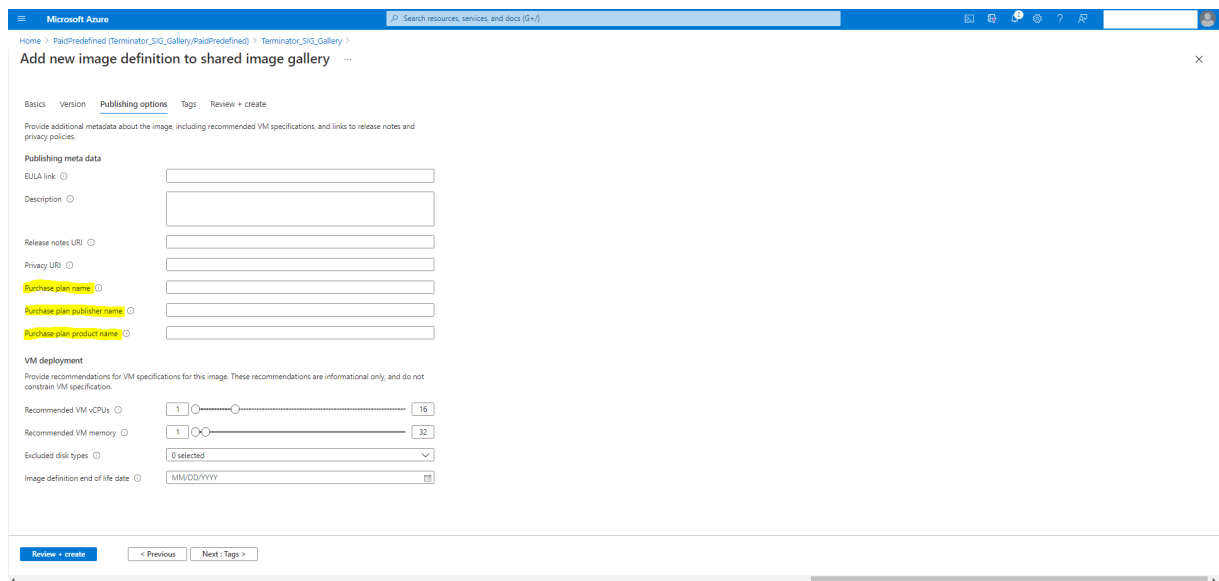 Microsoft Azure
Search resources, services, and docs (G+/)
2
Home > PaidPredefined (Terminator_SIG_Gallery/PaidPredefined) > Terminator_SIG_Gallery >
Add new image definition to shared image gallery ...
Basics Version Publishing options Tags Review + create
Provide additional metadata about the image, including recommended VM specifications, and links to release notes and
privacy policies.
Publishing meta data
EULA link
Description
Release notes URI
Privacy URI
Purchase plan name
Purchase plan publisher name
Purchase plan product name
VM deployment
Provide recommendations for VM specifications for this image. These recommendations are informational only, and do not
constrain VM specification.
Recommended VM vCPUs 1 16
Recommended VM memory 1 32
Excluded disk types 0 selected
Image definition end of life date MM/DD/YYYY
Review + create < Previous Next : Tags >